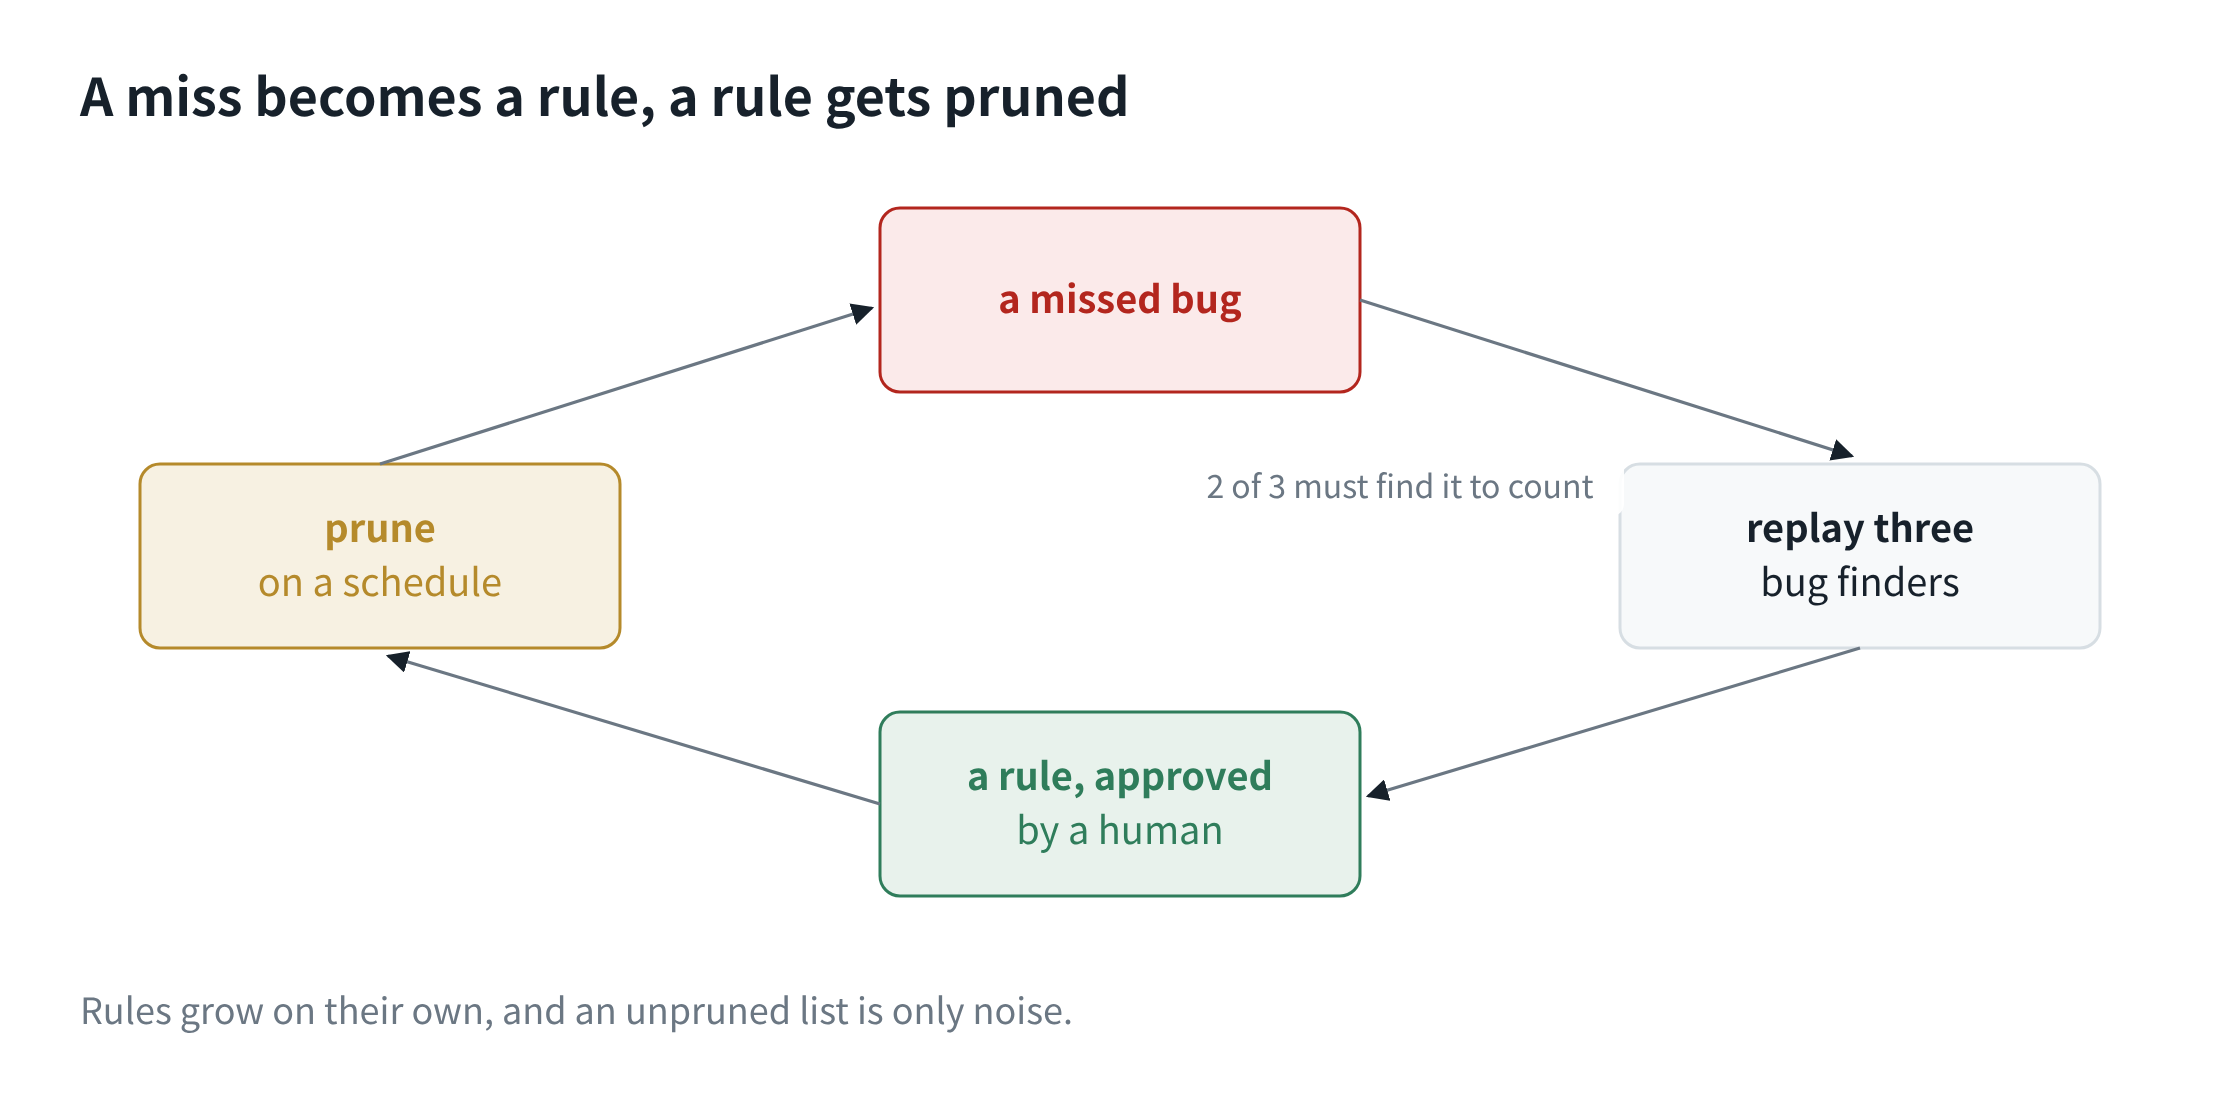 A miss becomes a rule, a rule gets pruned
a missed bug
2 of 3 must find it to count
prune
on a schedule
replay three
bug finders
a rule, approved
by a human
Rules grow on their own, and an unpruned list is only noise.